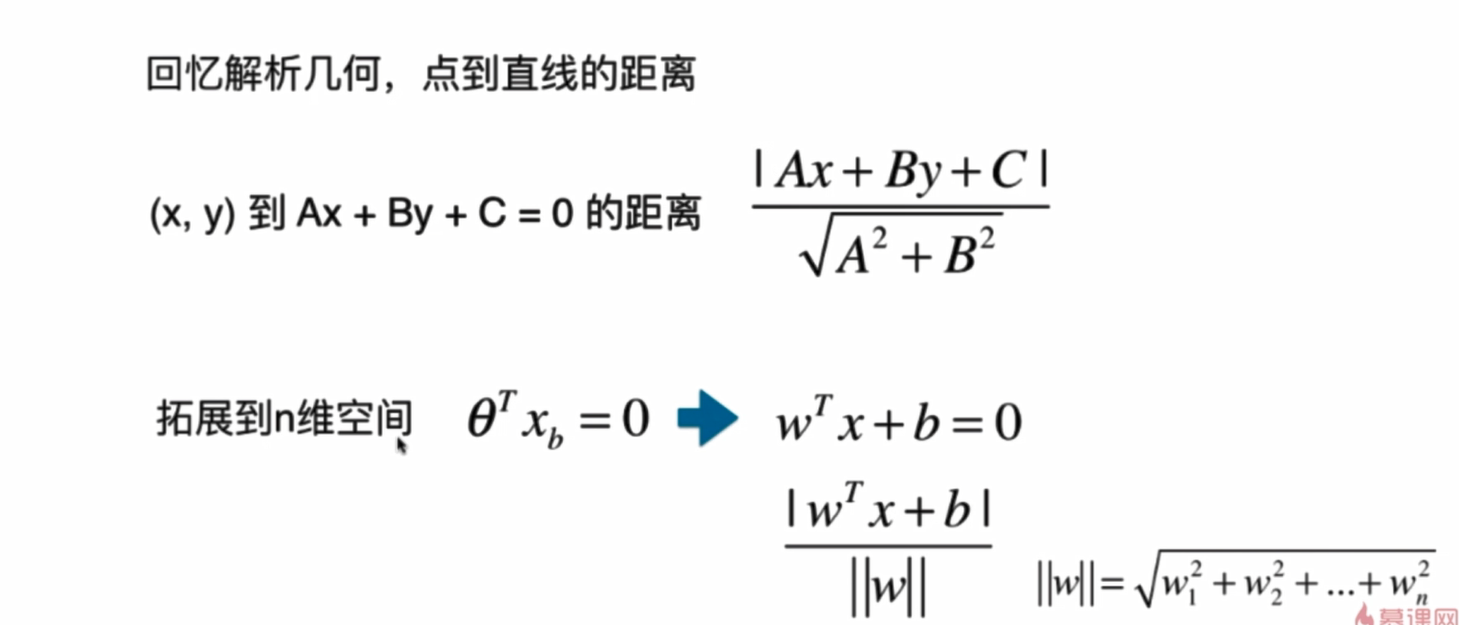 回忆解析几何，点到直线的距离
(x, y) 到 Ax + By + C = 0 的距离 $\frac{|Ax+By+C|}{\sqrt{A^2+B^2}}$
拓展到n维空间 $\theta^T x_b = 0$ $w^T x + b = 0$
$\frac{|w^T x + b|}{||w||}$ $||w|| = \sqrt{w_1^2 + w_2^2 + ... + w_n^2}$
慕课网